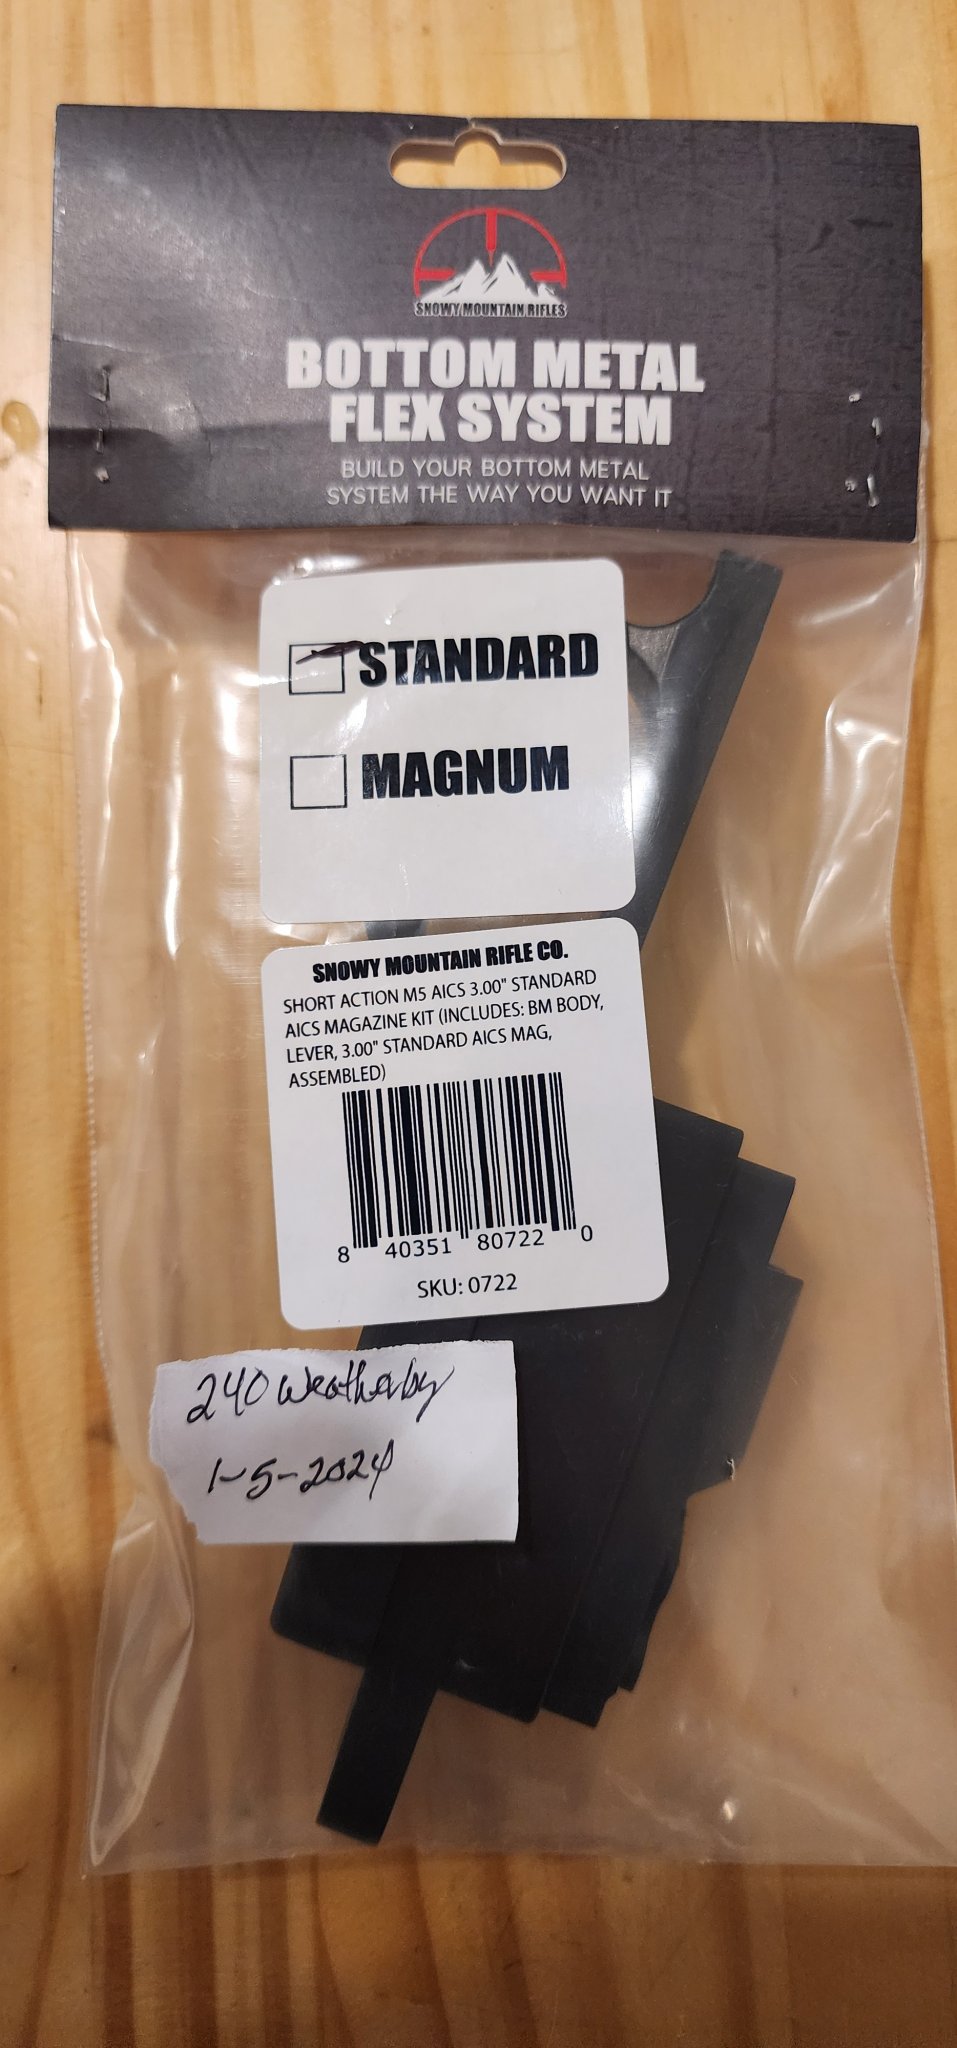 SNOWY MOUNTAIN RIFLES
BOTTOM METAL
FLEX SYSTEM
BUILD YOUR BOTTOM METAL
SYSTEM THE WAY YOU WANT IT
STANDARD
MAGNUM
SNOWY MOUNTAIN RIFLE CO.
SHORT ACTION M5 AICS 3.00" STANDARD
AICS MAGAZINE KIT (INCLUDES: BM BODY,
LEVER, 3.00" STANDARD AICS MAG,
ASSEMBLED)
8 40351 80722 0
SKU: 0722
240 Weatherby
1-5-2024